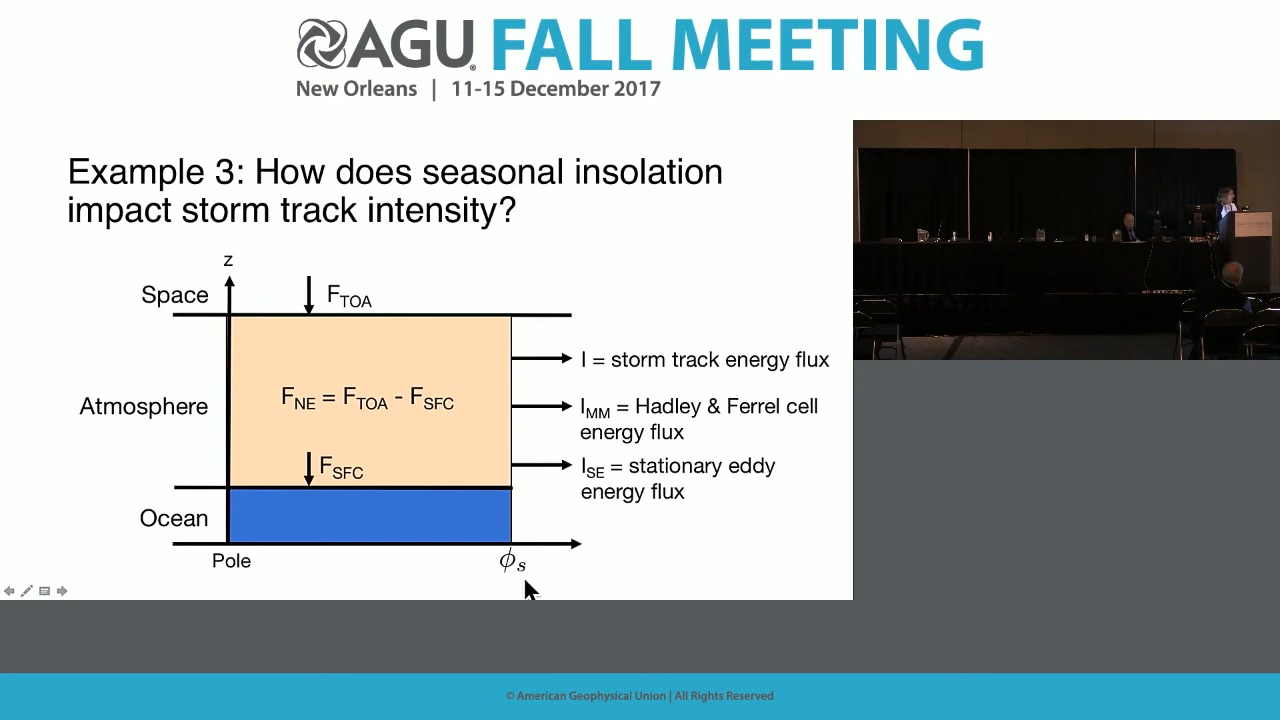 AGU FALL MEETING
New Orleans | 11-15 December 2017
Example 3: How does seasonal insolation
impact storm track intensity?
z
Space
F_TOA
I = storm track energy flux
F_NE = F_TOA - F_SFC
Atmosphere
I_MM = Hadley & Ferrel cell
energy flux
F_SFC
I_SE = stationary eddy
energy flux
Ocean
Pole
ϕ_s
© American Geophysical Union | All Rights Reserved